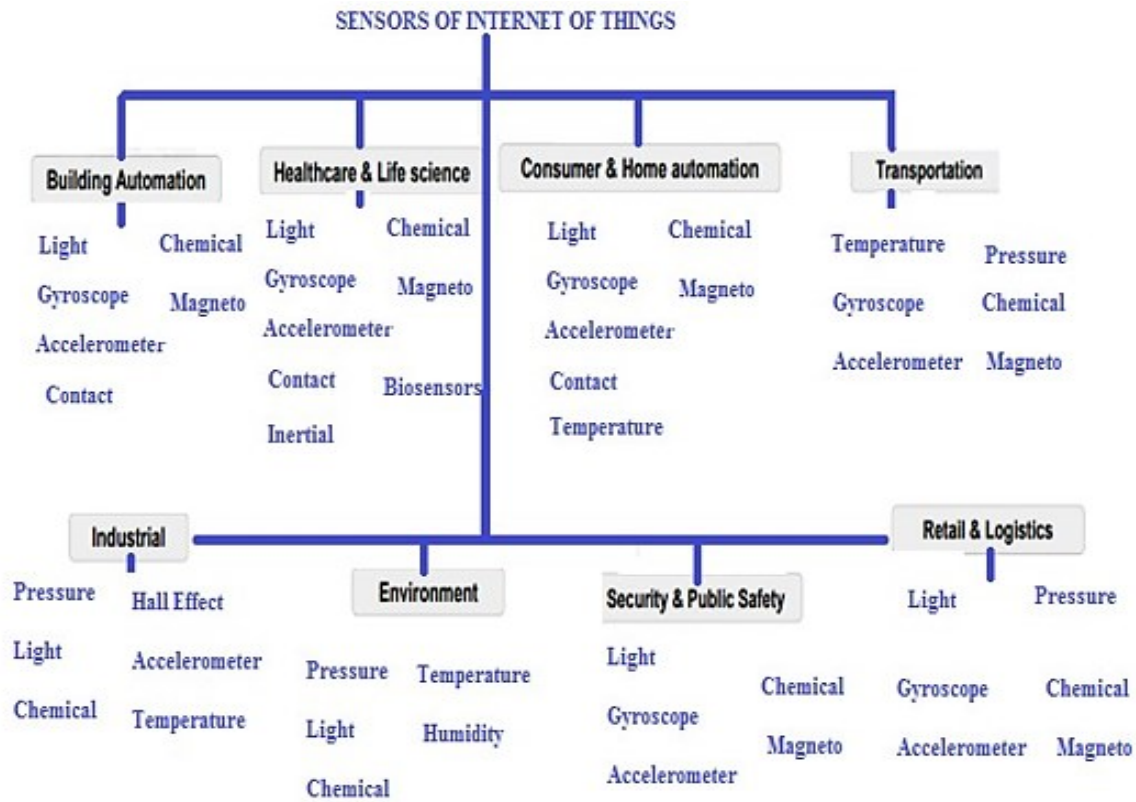 SENSORS OF INTERNET OF THINGS
Building Automation
Light Chemical
Gyroscope Magneto
Accelerometer
Contact
Healthcare & Life science
Light Chemical
Gyroscope Magneto
Accelerometer
Contact Biosensors
Inertial
Consumer & Home automation
Light Chemical
Gyroscope Magneto
Accelerometer
Contact
Temperature
Transportation
Temperature Pressure
Gyroscope Chemical
Accelerometer Magneto
Industrial
Pressure Hall Effect
Light Accelerometer
Chemical Temperature
Environment
Pressure Temperature
Light Humidity
Chemical
Security & Public Safety
Light
Chemical
Gyroscope
Magneto
Accelerometer
Retail & Logistics
Light Pressure
Gyroscope Chemical
Accelerometer Magneto